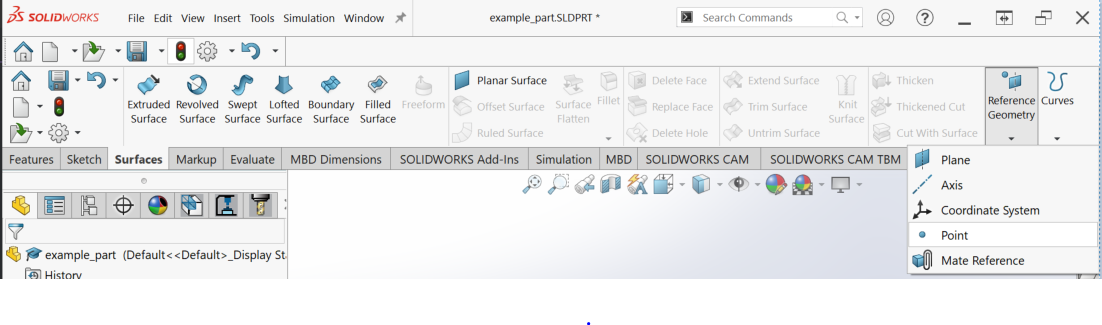 SOLIDWORKS File Edit View Insert Tools Simulation Window example_part.SLDPRT * Search Commands
Extruded Surface
Revolved Surface
Swept Surface
Lofted Surface
Boundary Surface
Filled Surface
Freeform
Planar Surface
Offset Surface
Ruled Surface
Surface Flatten
Fillet
Delete Face
Replace Face
Delete Hole
Extend Surface
Trim Surface
Untrim Surface
Knit Surface
Thicken
Thickened Cut
Cut With Surface
Reference Geometry
Curves
Features Sketch Surfaces Markup Evaluate MBD Dimensions SOLIDWORKS Add-Ins Simulation MBD SOLIDWORKS CAM SOLIDWORKS CAM TBM
Plane
Axis
Coordinate System
Point
Mate Reference
example_part (Default<<Default>_Display St
History